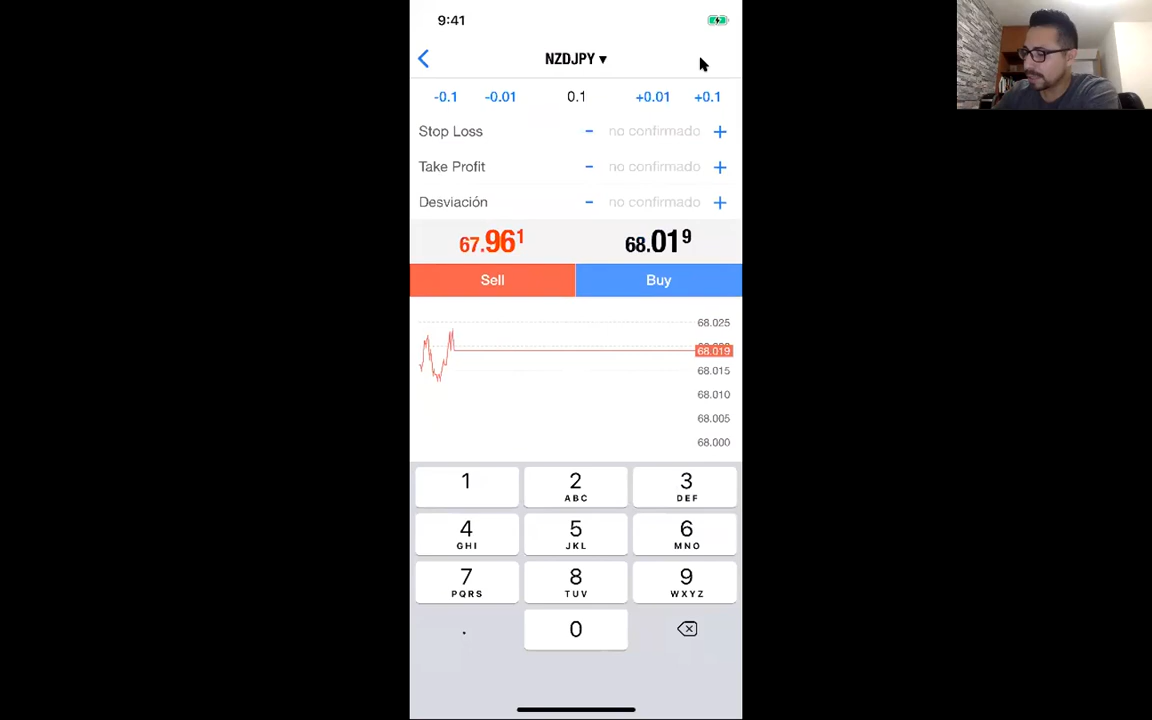 9:41
NZDJPY ▾
-0.1 -0.01 0.1 +0.01 +0.1
Stop Loss - no confirmado +
Take Profit - no confirmado +
Desviación - no confirmado +
67.961 68.019
Sell Buy
68.025
68.019
68.015
68.010
68.005
68.000
1 2 3
ABC DEF
4 5 6
GHI JKL MNO
7 8 9
PQRS TUV WXYZ
. 0